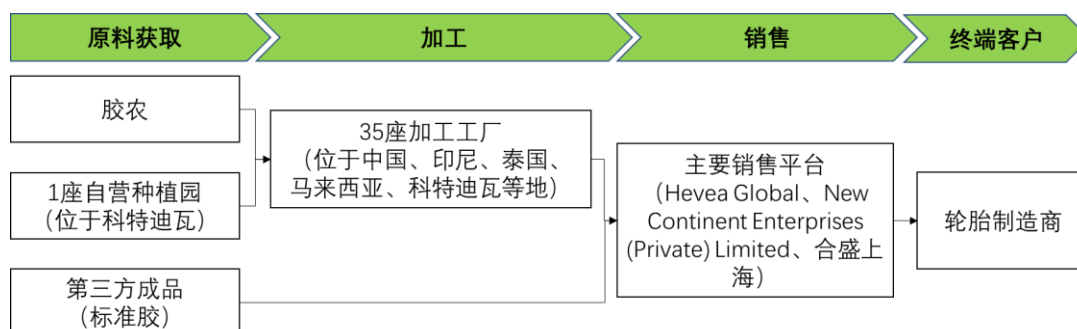 原料获取
加工
销售
终端客户
胶农
1座自营种植园
（位于科特迪瓦）
第三方成品
（标准胶）
35座加工工厂
（位于中国、印尼、泰国、
马来西亚、科特迪瓦等地）
主要销售平台
（Hevea Global、New
Continent Enterprises
(Private) Limited、合盛上
海）
轮胎制造商